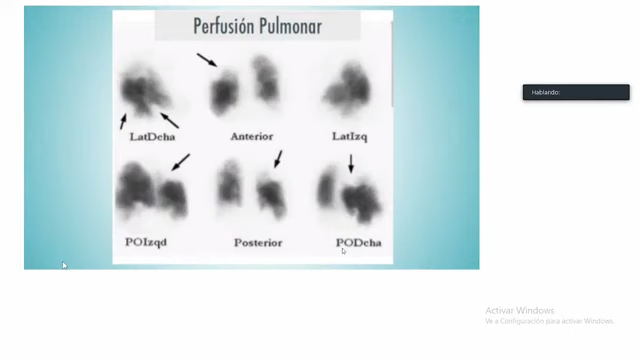 Perfusión Pulmonar
Hablando:
LatDcha
Anterior
LatIzq
POIzqd
Posterior
PODcha
Activar Windows
Ve a Configuración para activar Windows.